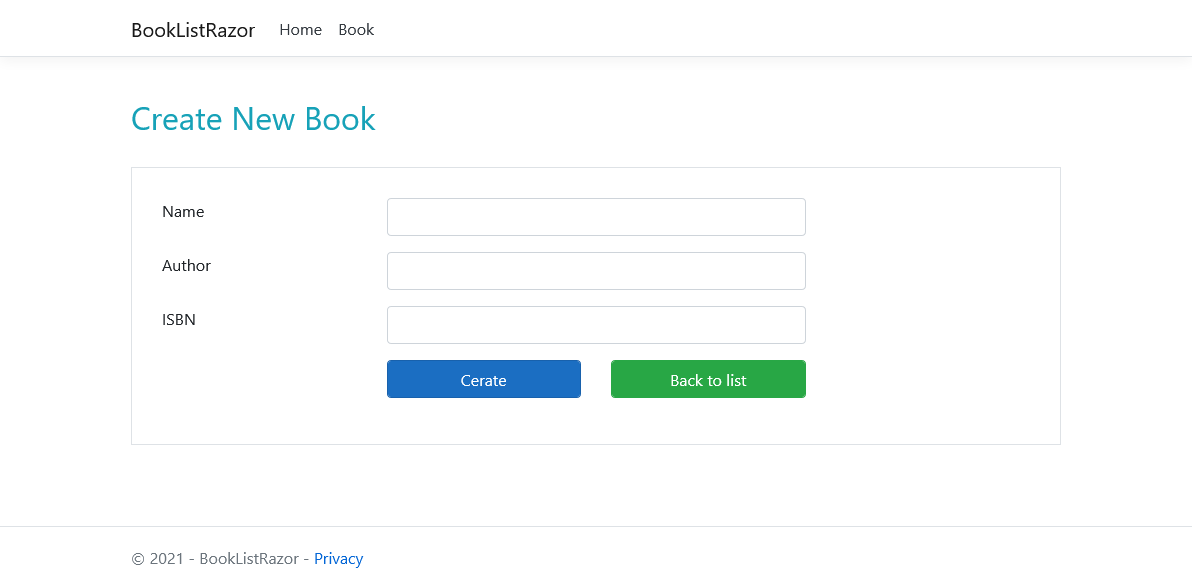 BookListRazor Home Book
Create New Book
Name
Author
ISBN
Cerate Back to list
© 2021 - BookListRazor - Privacy